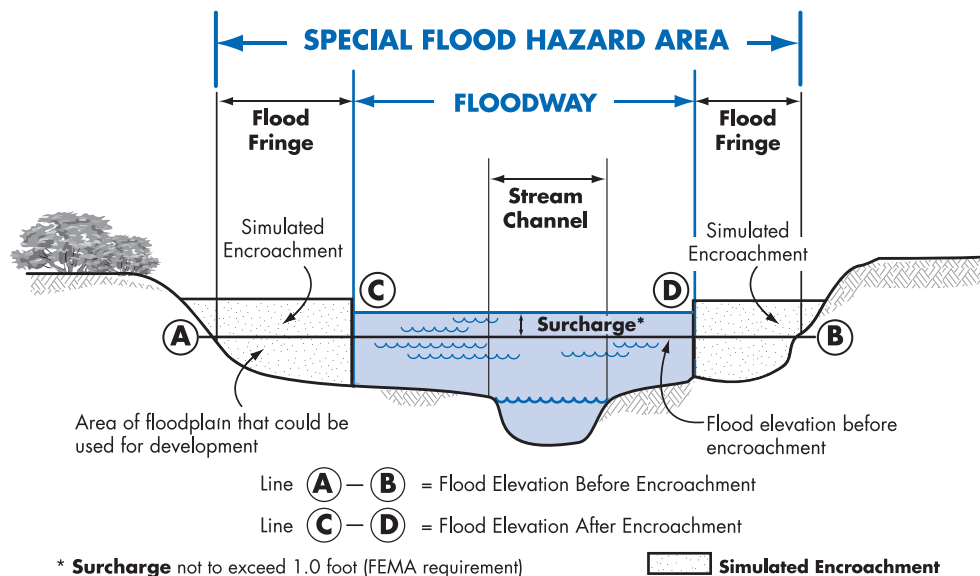 SPECIAL FLOOD HAZARD AREA
FLOODWAY
Flood
Fringe
Flood
Fringe
Stream
Channel
Simulated
Encroachment
Simulated
Encroachment
C
D
Surcharge*
A
B
Area of floodplain that could be
used for development
Flood elevation before
encroachment
Line A – B = Flood Elevation Before Encroachment
Line C – D = Flood Elevation After Encroachment
* Surcharge not to exceed 1.0 foot (FEMA requirement)
Simulated Encroachment